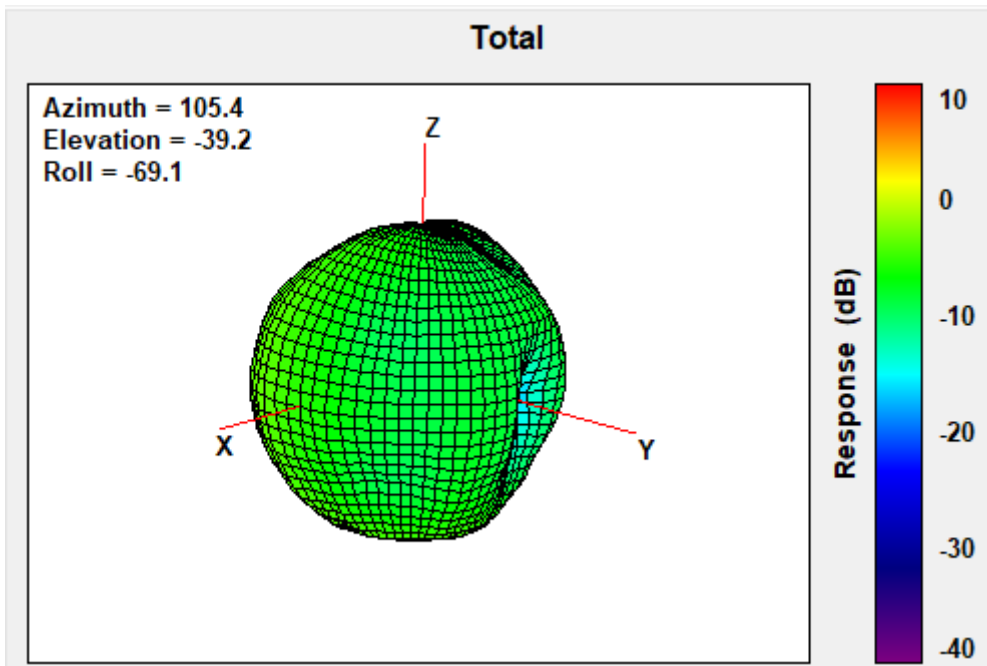 Total
Azimuth = 105.4
Elevation = -39.2
Roll = -69.1
Z
X
Y
10
0
-10
-20
-30
-40
Response (dB)